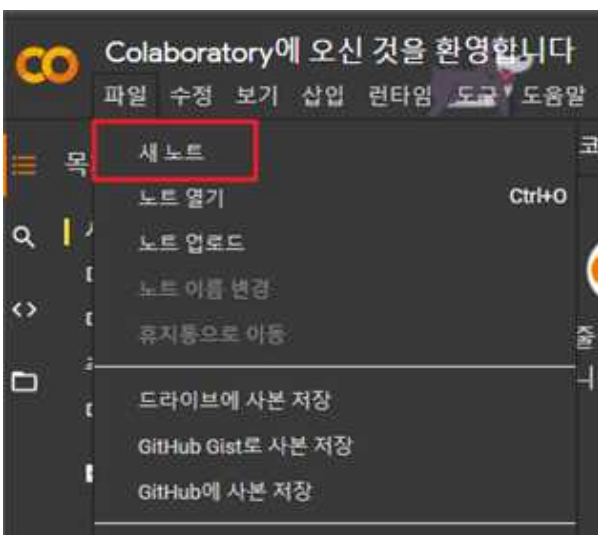 CO
Colaboratory에 오신 것을 환영합니다
파일 수정 보기 삽입 런타임 도구 도움말
목
새 노트
코
노트 열기 Ctrl+O
노트 업로드
노트 이름 변경
휴지통으로 이동
줄
니
드라이브에 사본 저장
GitHub Gist로 사본 저장
GitHub에 사본 저장